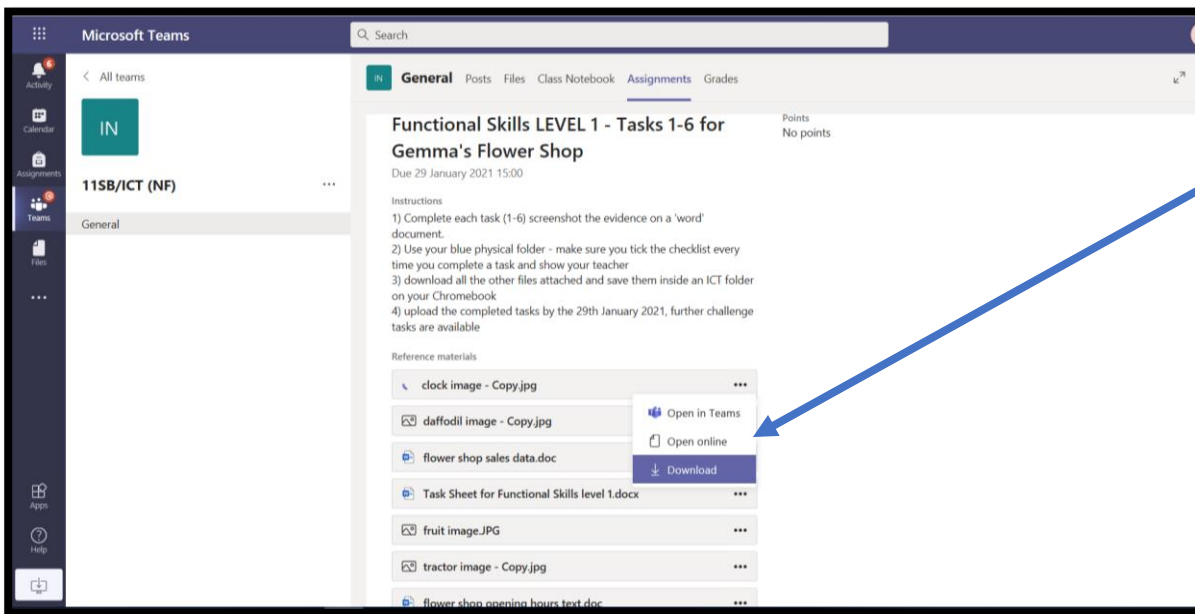 Microsoft Teams
Search
6
Activity
Calendar
Assignments
Teams
Files
Apps
Help
All teams
IN
11SB/ICT (NF)
General
IN
General Posts Files Class Notebook Assignments Grades
Functional Skills LEVEL 1 - Tasks 1-6 for
Gemma's Flower Shop
Due 29 January 2021 15:00
Points
No points
Instructions
1) Complete each task (1-6) screenshot the evidence on a 'word'
document.
2) Use your blue physical folder - make sure you tick the checklist every
time you complete a task and show your teacher
3) download all the other files attached and save them inside an ICT folder
on your Chromebook
4) upload the completed tasks by the 29th January 2021, further challenge
tasks are available
Reference materials
clock image - Copy.jpg
daffodil image - Copy.jpg
flower shop sales data.doc
Task Sheet for Functional Skills level 1.docx
fruit image.JPG
tractor image - Copy.jpg
flower shop opening hours text.doc
Open in Teams
Open online
Download